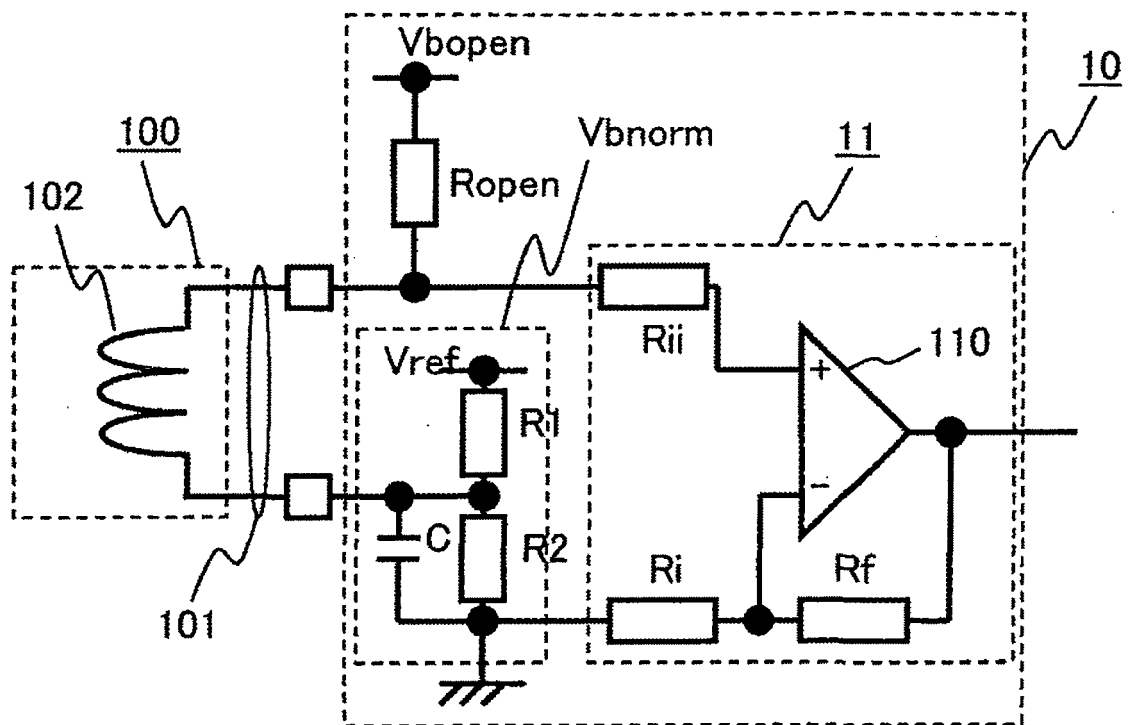 Vbopen
10
100
Vbnorm
11
102
Ropen
Rii
110
Vref
R1
+
-
C
R2
Ri
Rf
101